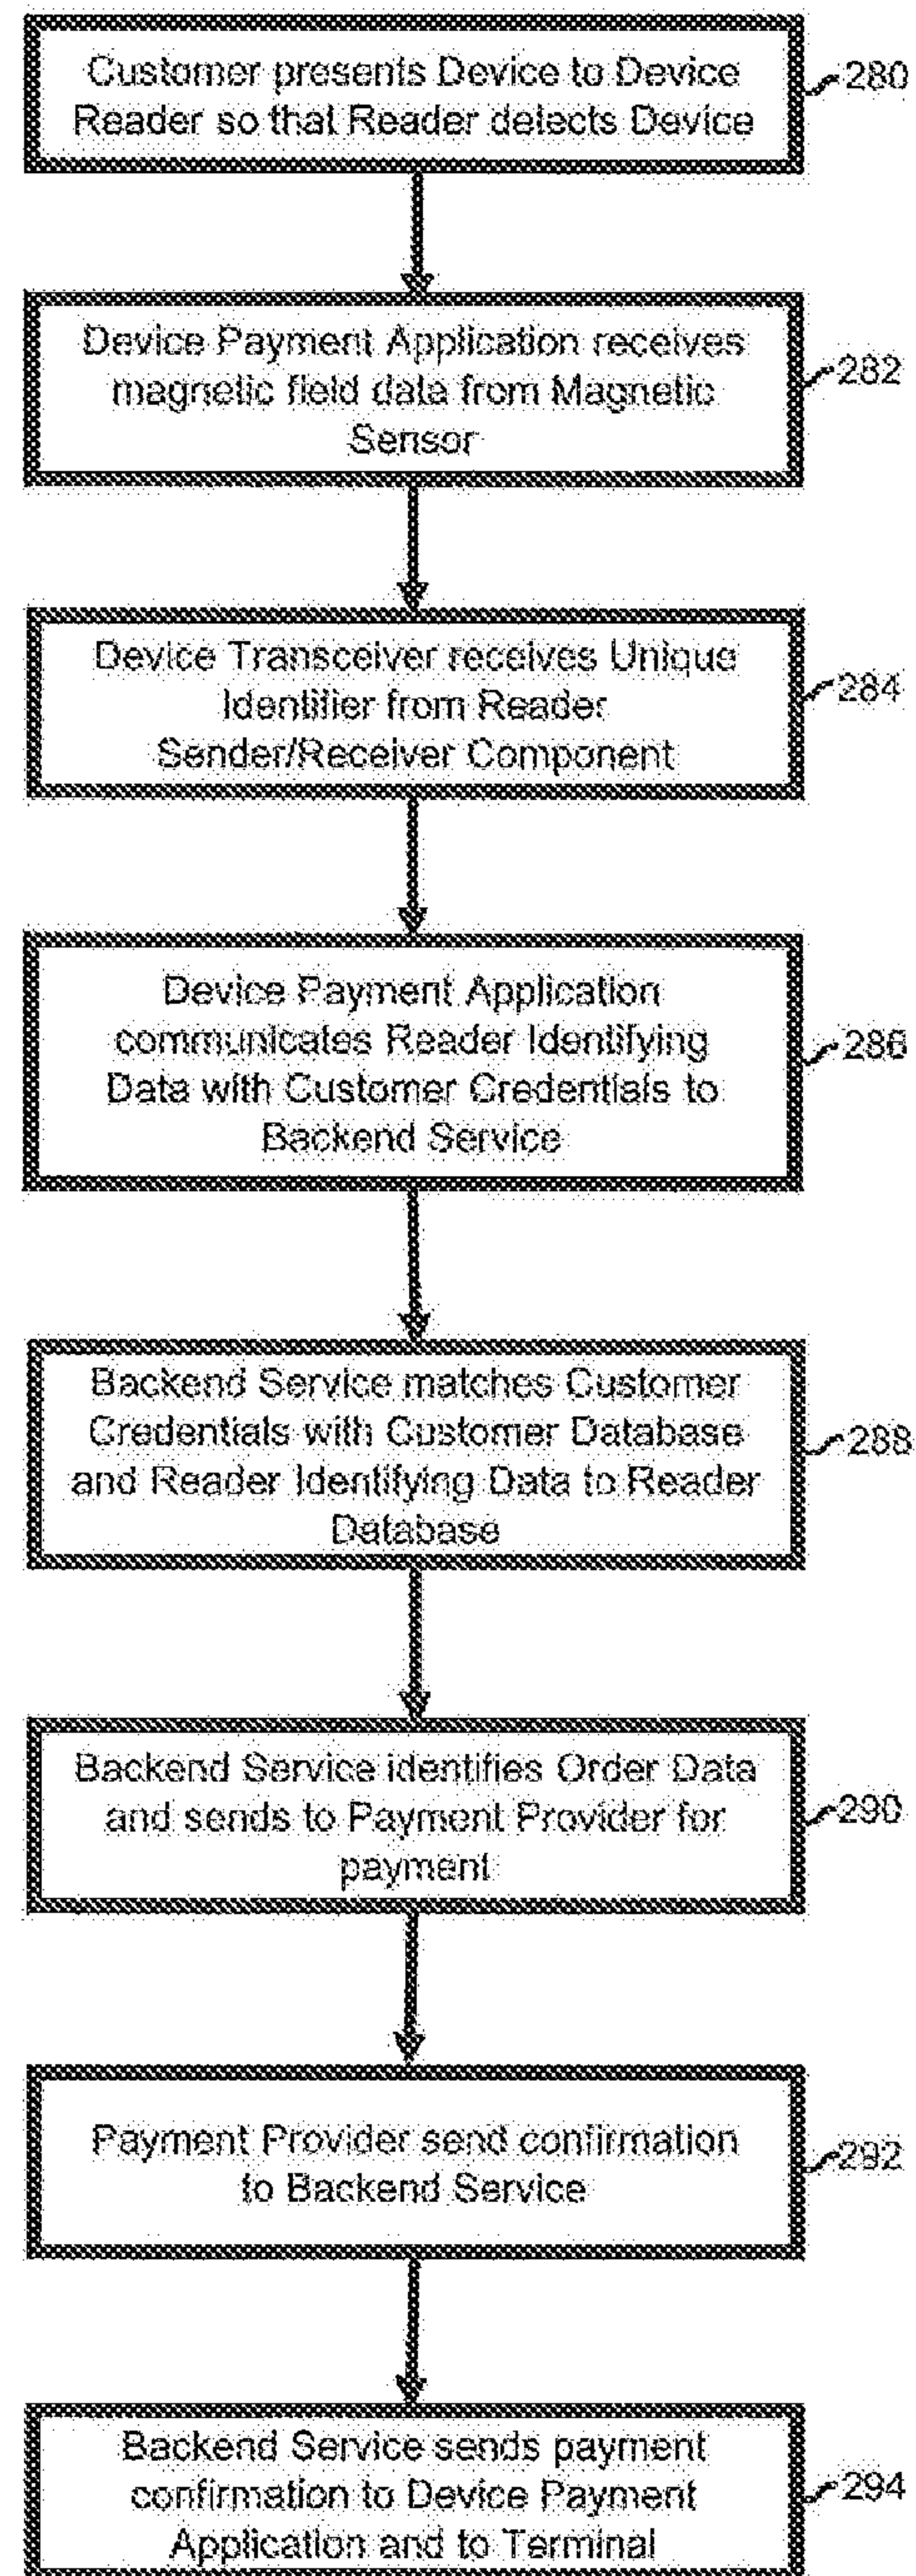 Customer presents Device to Device
Reader so that Reader detects Device
280
Device Payment Application receives
magnetic field data from Magnetic
Sensor
282
Device Transceiver receives Unique
Identifier from Reader
Sender/Receiver Component
284
Device Payment Application
communicates Reader Identifying
Data with Customer Credentials to
Backend Service
286
Backend Service matches Customer
Credentials with Customer Database
and Reader Identifying Data to Reader
Database
288
Backend Service identifies Order Data
and sends to Payment Provider for
payment
290
Payment Provider send confirmation
to Backend Service
292
Backend Service sends payment
confirmation to Device Payment
Application and to Terminal
294